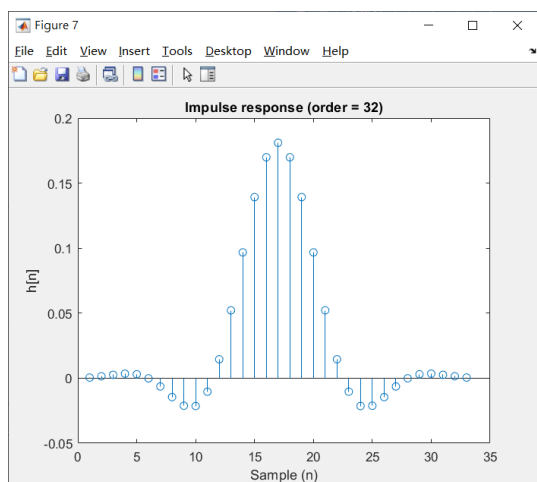 Figure 7
File Edit View Insert Tools Desktop Window Help
Impulse response (order = 32)
0.2
0.15
0.1
0.05
0
-0.05
h[n]
0 5 10 15 20 25 30 35
Sample (n)